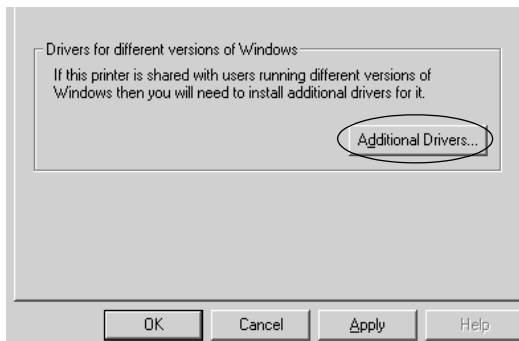 Drivers for different versions of Windows
If this printer is shared with users running different versions of
Windows then you will need to install additional drivers for it.
Additional Drivers...
OK Cancel Apply Help